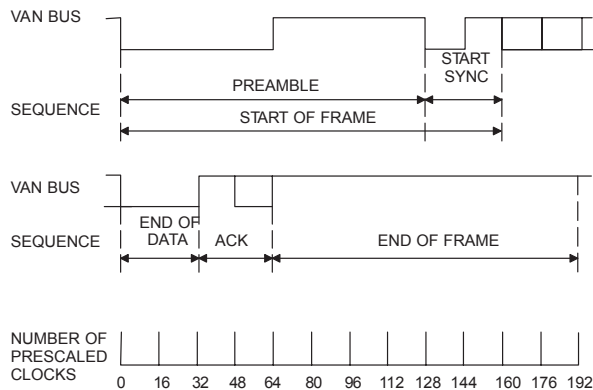 VAN BUS
START
SYNC
PREAMBLE
SEQUENCE
START OF FRAME
VAN BUS
END OF
DATA
ACK
END OF FRAME
SEQUENCE
NUMBER OF
PRESCALED
CLOCKS
0 16 32 48 64 80 96 112 128 144 160 176 192